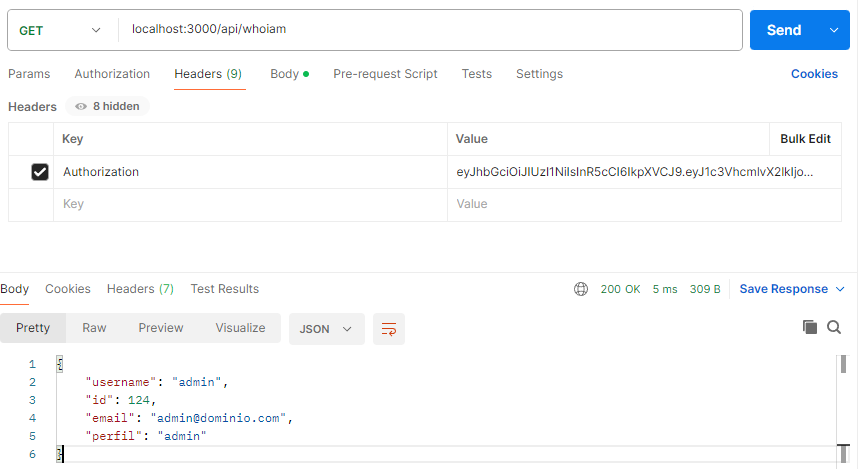 GET localhost:3000/api/whoiam Send
Params Authorization Headers (9) Body Pre-request Script Tests Settings Cookies
Headers 8 hidden
Key Value Bulk Edit
Authorization eyJhbGciOiJIUzI1NiIsInR5cCI6IkpXVCJ9.eyJ1c3VhcmlvX2lkIjo...
Key Value
Body Cookies Headers (7) Test Results 200 OK 5 ms 309 B Save Response
Pretty Raw Preview Visualize JSON
1 {
2 "username": "admin",
3 "id": 124,
4 "email": "admin@dominio.com",
5 "perfil": "admin"
6 }